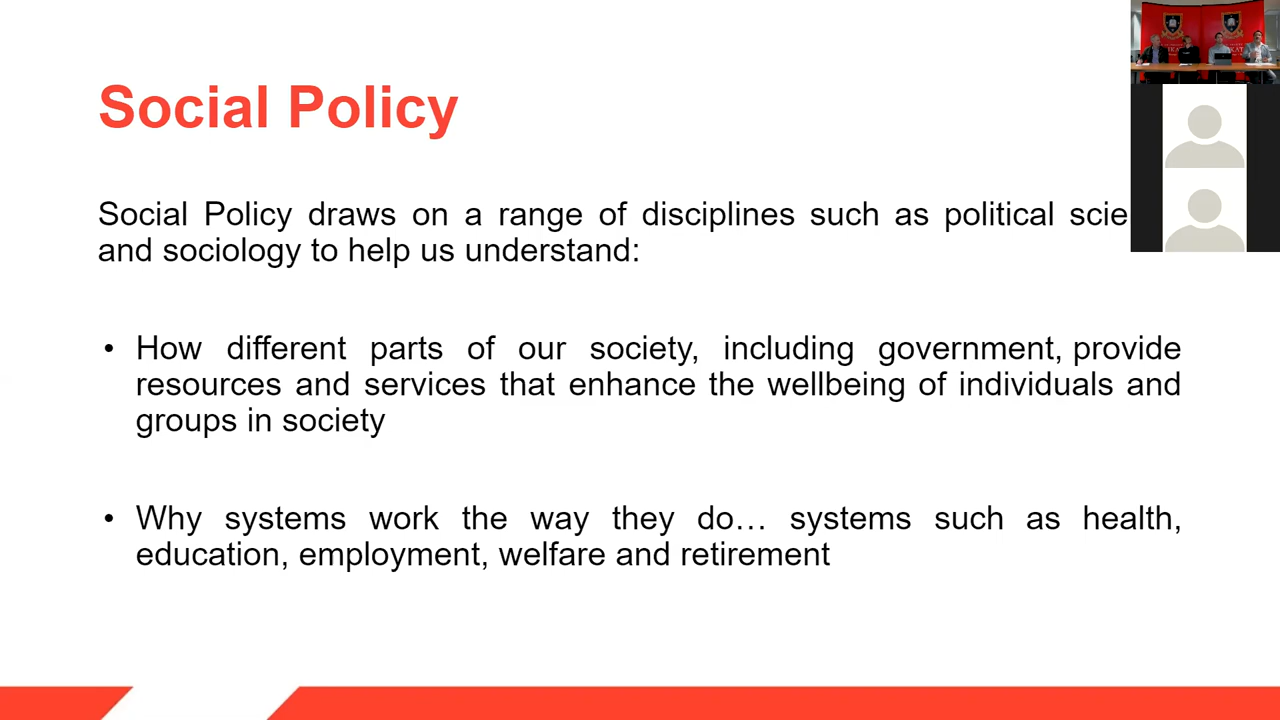 Social Policy
Social Policy draws on a range of disciplines such as political scie
and sociology to help us understand:
• How different parts of our society, including government, provide
resources and services that enhance the wellbeing of individuals and
groups in society
• Why systems work the way they do… systems such as health,
education, employment, welfare and retirement